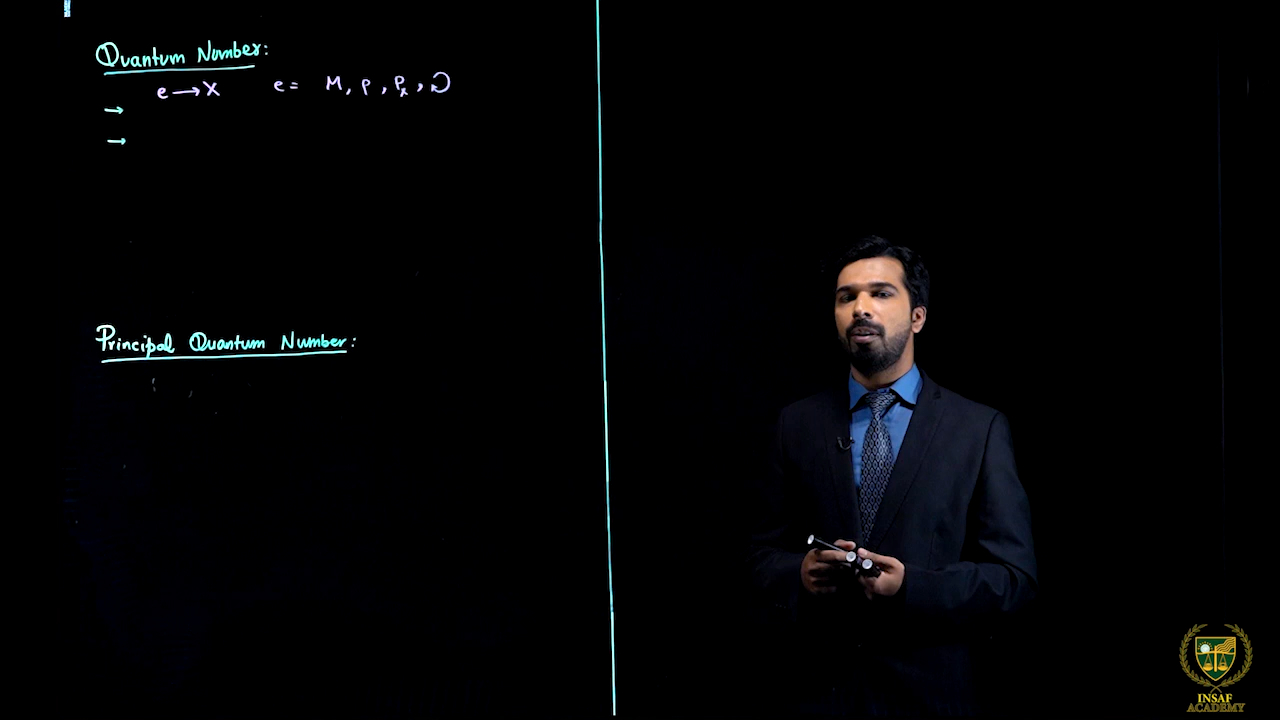 Quantum Number:
e → X e = M, p, Px, 
→
→
Principal Quantum Number:
INSAF
ACADEMY